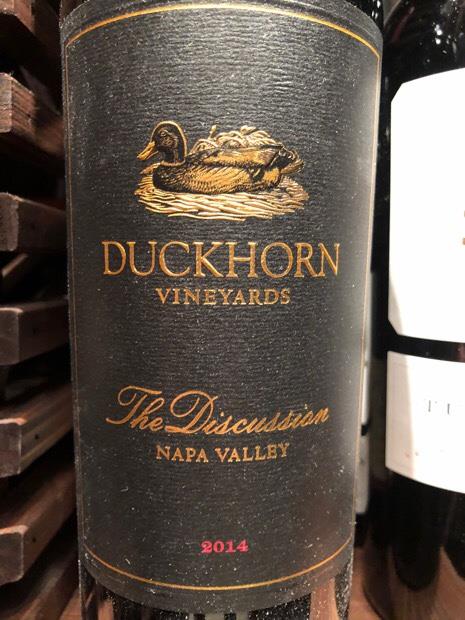 DUCKHORN
VINEYARDS
The Discussion
NAPA VALLEY
2014